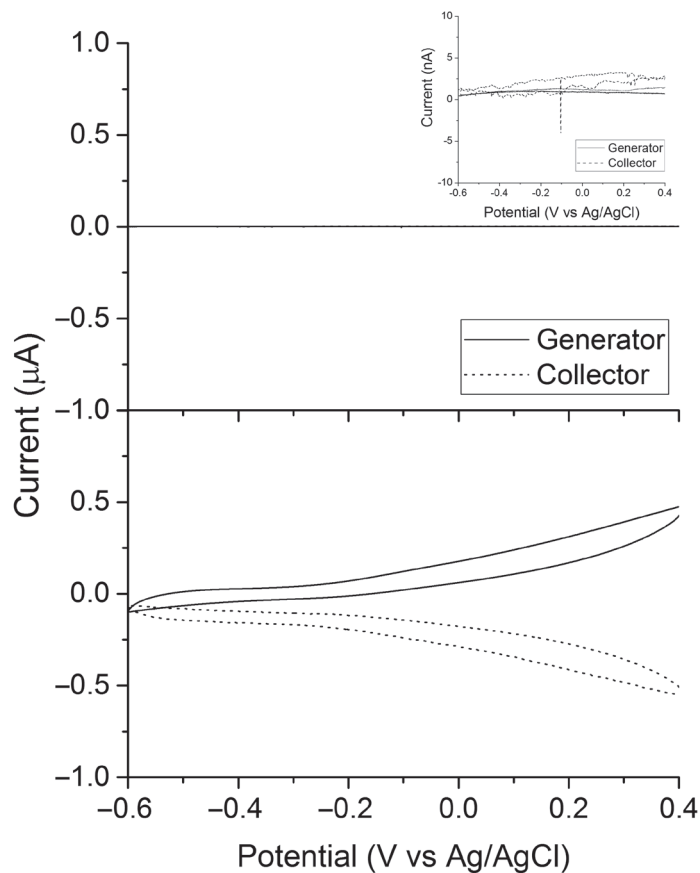 10
5
0
-5
-10
Current (nA)
Generator
Collector
-0.6 -0.4 -0.2 0.0 0.2 0.4
Potential (V vs Ag/AgCl)
1.0
0.5
0.0
−0.5
−1.0
Generator
Collector
Current (μA)
0.5
0.0
−0.5
−1.0
−0.6 −0.4 −0.2 0.0 0.2 0.4
Potential (V vs Ag/AgCl)